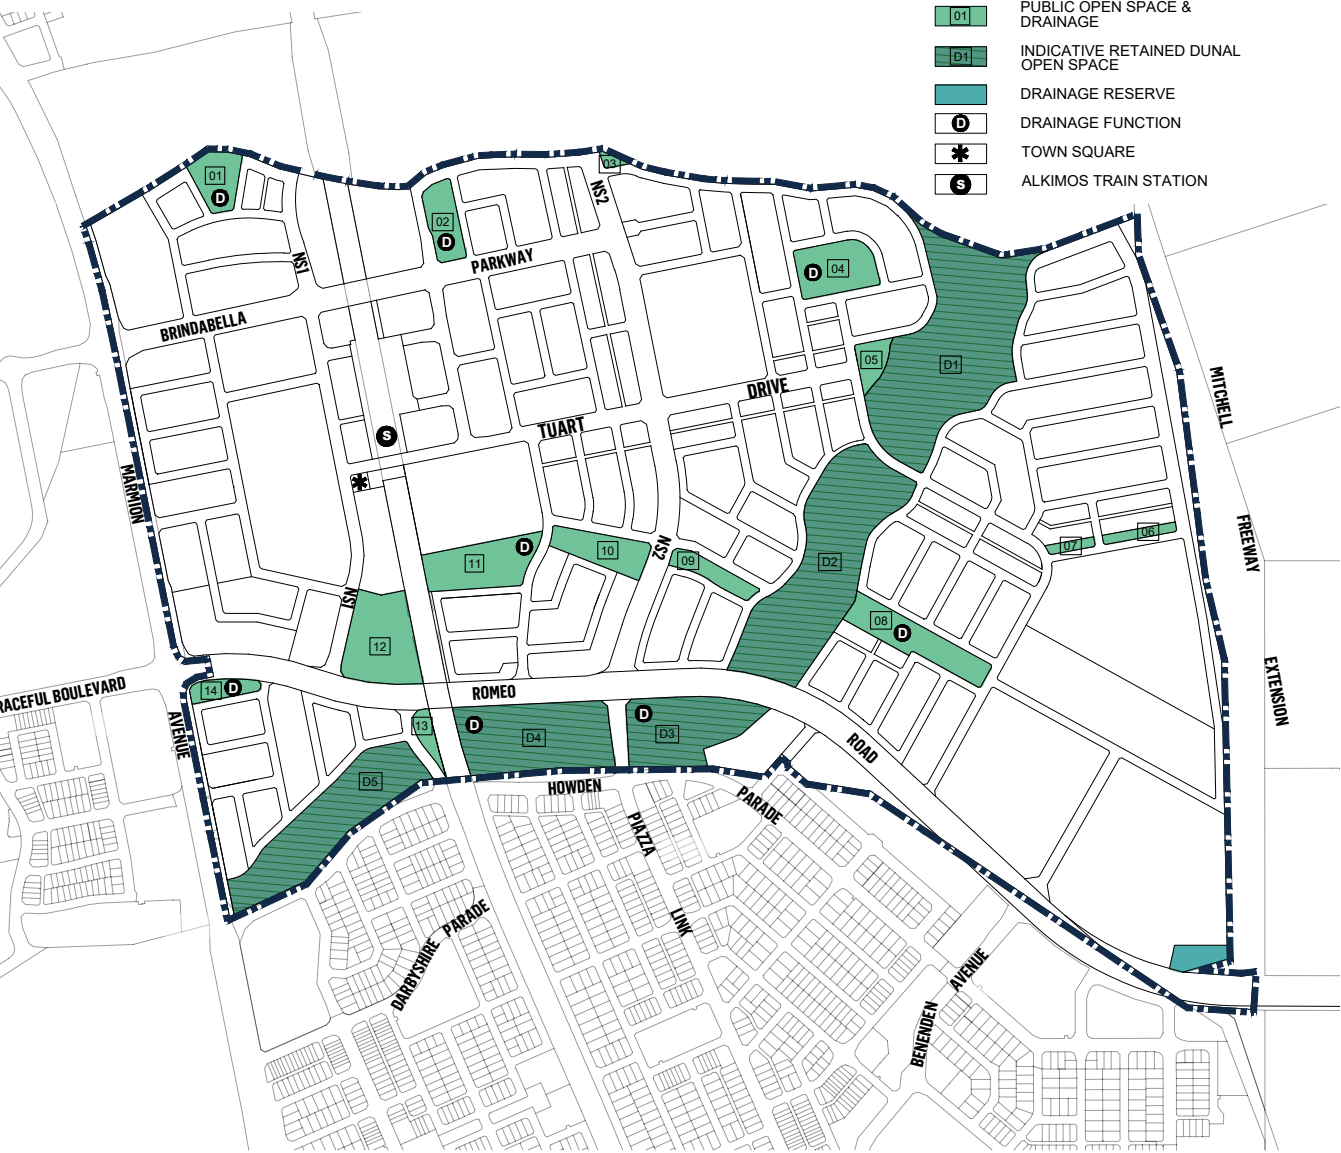 PUBLIC OPEN SPACE &
DRAINAGE
01
INDICATIVE RETAINED DUNAL
OPEN SPACE
D1
DRAINAGE RESERVE
D
DRAINAGE FUNCTION
TOWN SQUARE
S
ALKIMOS TRAIN STATION
01
D
02
D
03
NS2
NS1
PARKWAY
BRINDABELLA
D
04
05
D1
DRIVE
TUART
S
MITCHELL
MARMION
FREEWAY
EXTENSION
06
07
D
11
10
NS2
09
D2
NS1
12
08
D
14
D
RACEFUL BOULEVARD
AVENUE
ROMEO
ROAD
13
D
D4
D
D3
D5
HOWDEN
PIAZZA
LINK
PARADE
DARBYSHIRE
PARADE
BENENDEN
AVENUE